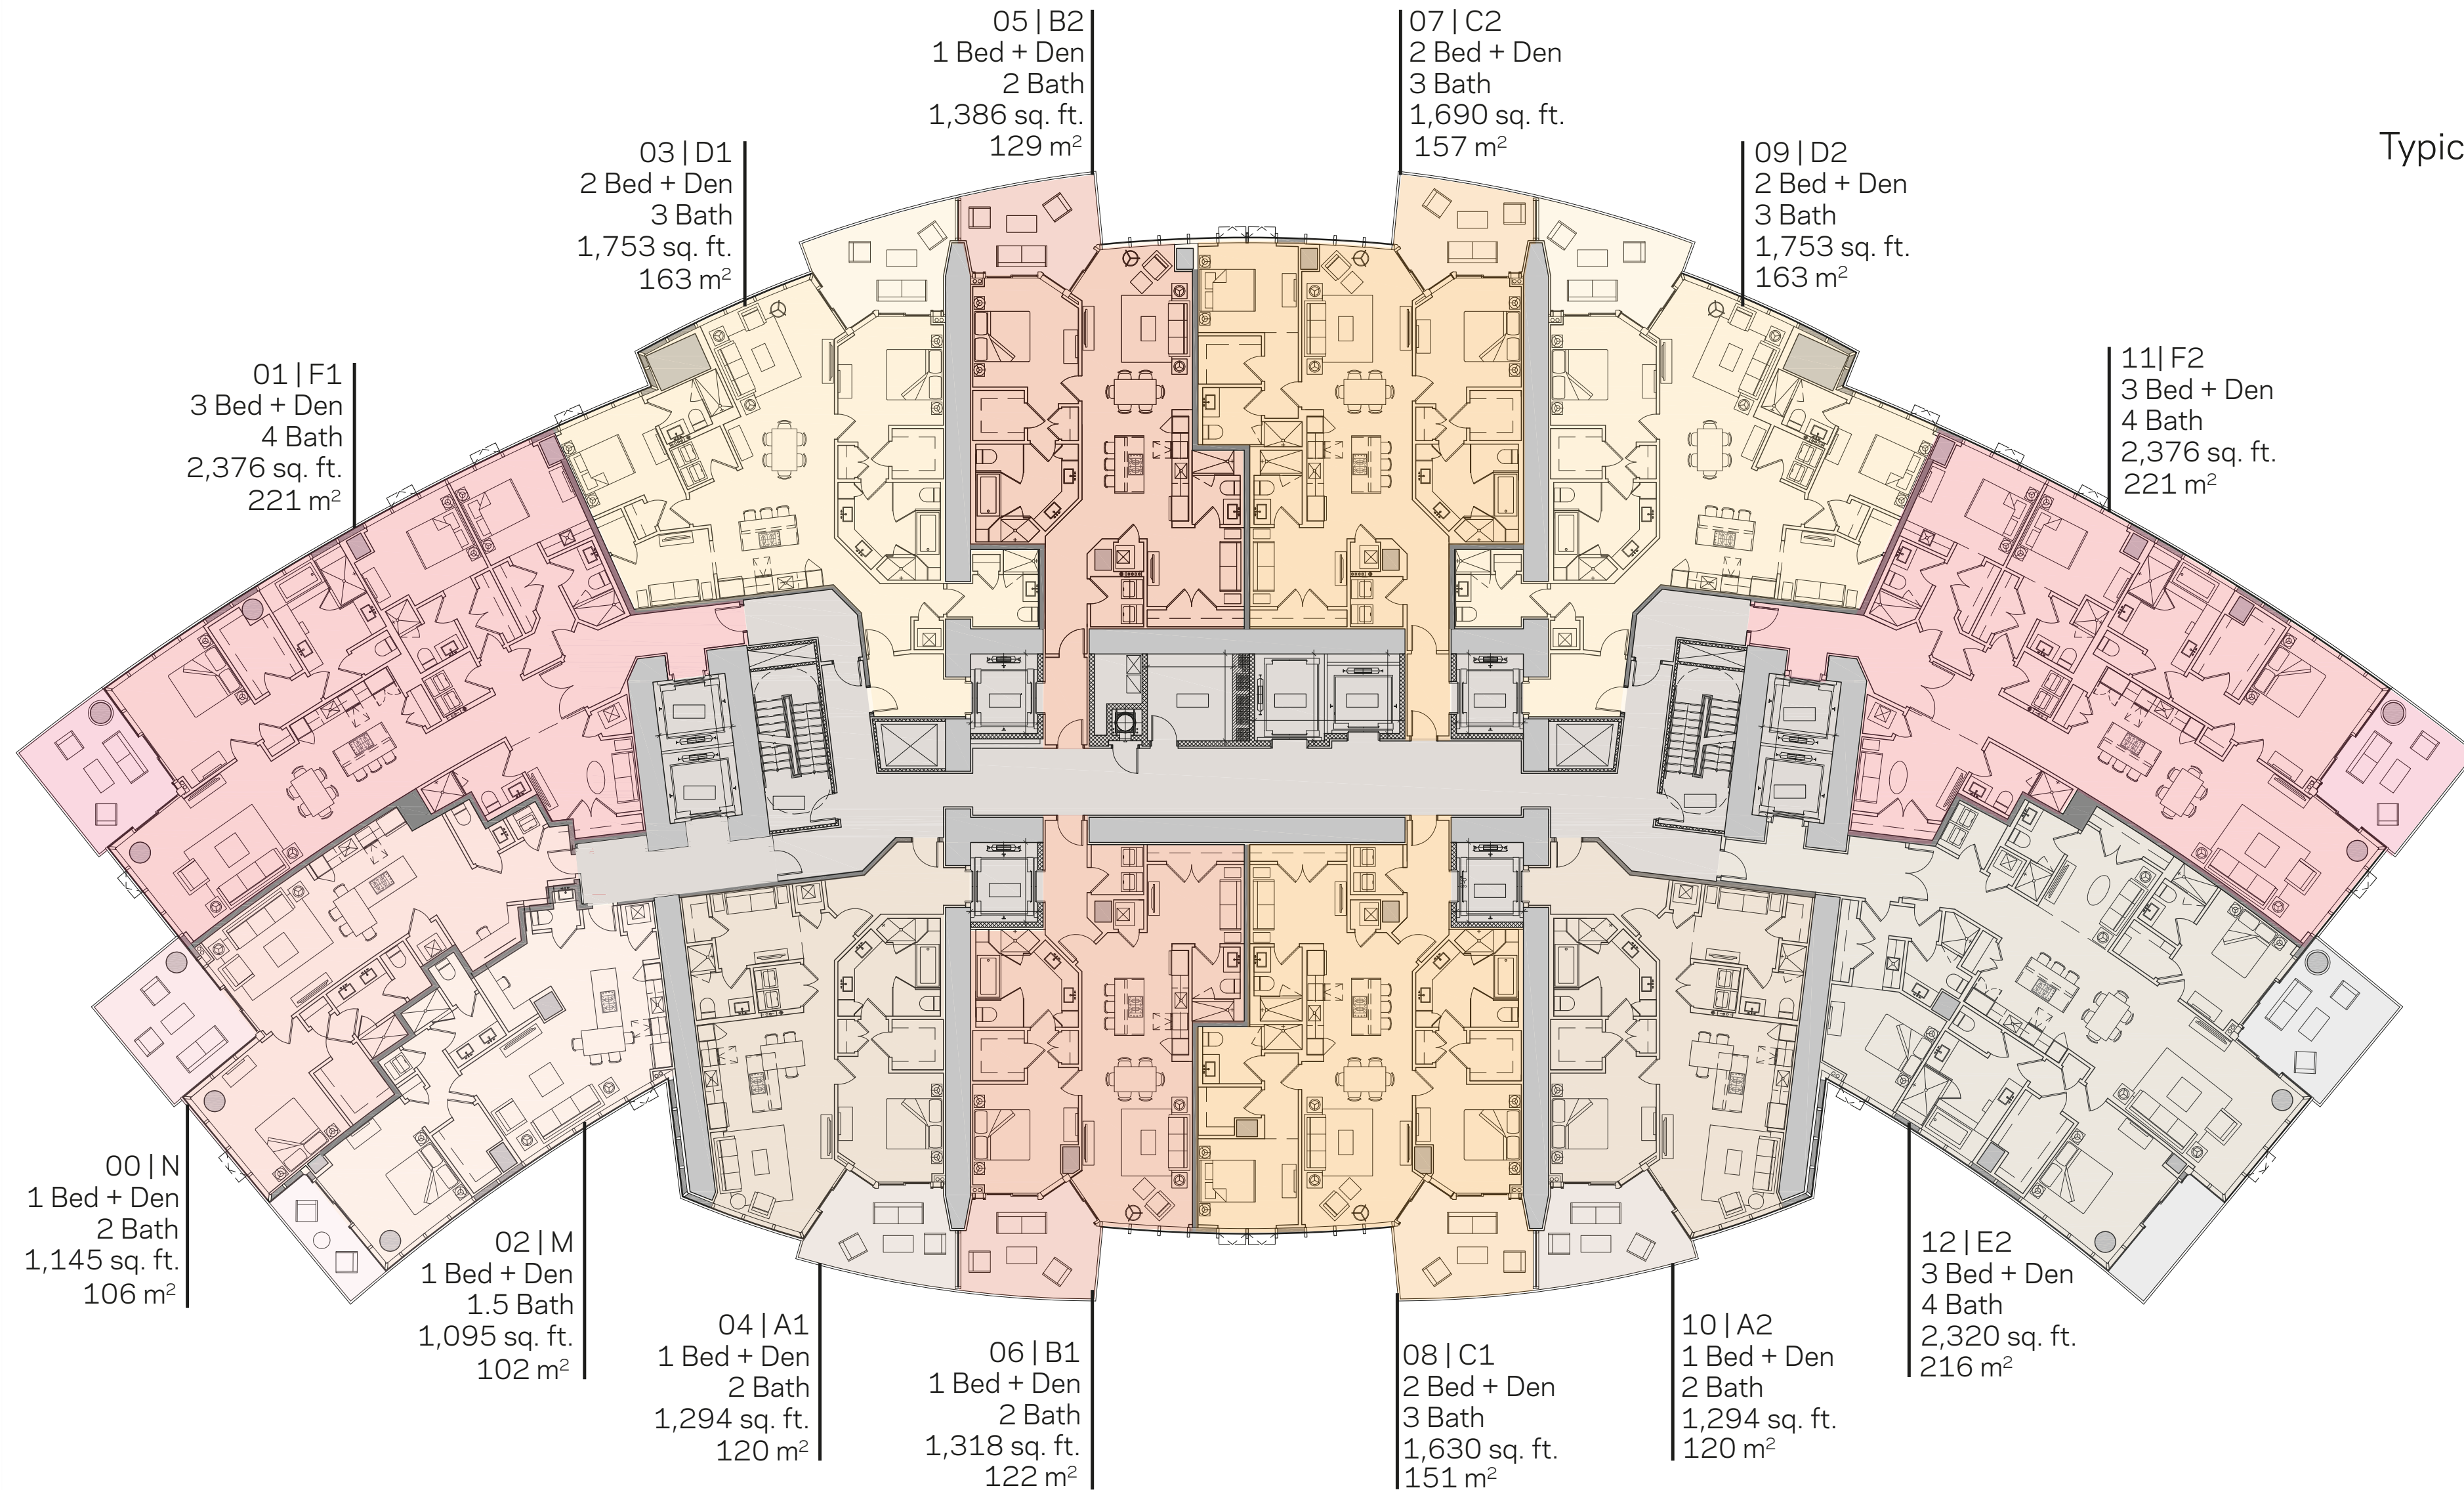 05 | B2
1 Bed + Den
2 Bath
1,386 sq. ft.
129 m²
07 | C2
2 Bed + Den
3 Bath
1,690 sq. ft.
157 m²
03 | D1
2 Bed + Den
3 Bath
1,753 sq. ft.
163 m²
09 | D2
2 Bed + Den
3 Bath
1,753 sq. ft.
163 m²
Typic
01 | F1
3 Bed + Den
4 Bath
2,376 sq. ft.
221 m²
11| F2
3 Bed + Den
4 Bath
2,376 sq. ft.
221 m²
00 | N
1 Bed + Den
2 Bath
1,145 sq. ft.
106 m²
02 | M
1 Bed + Den
1.5 Bath
1,095 sq. ft.
102 m²
04 | A1
1 Bed + Den
2 Bath
1,294 sq. ft.
120 m²
06 | B1
1 Bed + Den
2 Bath
1,318 sq. ft.
122 m²
08 | C1
2 Bed + Den
3 Bath
1,630 sq. ft.
151 m²
10 | A2
1 Bed + Den
2 Bath
1,294 sq. ft.
120 m²
12 | E2
3 Bed + Den
4 Bath
2,320 sq. ft.
216 m²